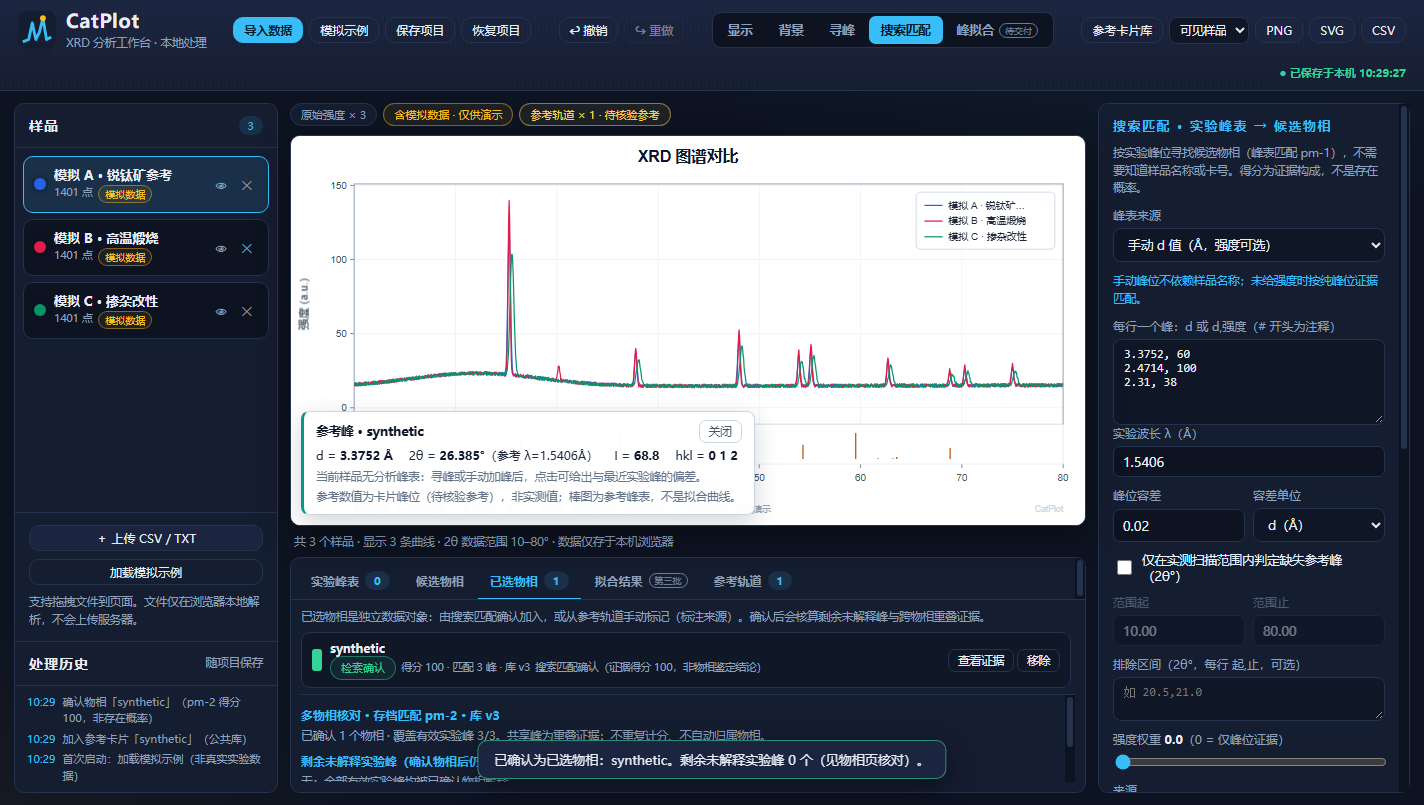 CatPlot
XRD 分析工作台 · 本地处理
导入数据
模拟示例
保存项目
恢复项目
↩ 撤销
↪ 重做
显示
背景
寻峰
搜索匹配
峰拟合 待交付
参考卡片库
可见样品
PNG
SVG
CSV
● 已保存于本机 10:29:27
样品
3
模拟 A • 锐钛矿参考
1401 点 模拟数据
模拟 B • 高温煅烧
1401 点 模拟数据
模拟 C • 掺杂改性
1401 点 模拟数据
+ 上传 CSV / TXT
加载模拟示例
支持拖拽文件到页面。文件仅在浏览器本地解
析，不会上传服务器。
处理历史
随项目保存
10:29 确认物相「synthetic」（pm-2 得分
100，非存在概率）
10:29 加入参考卡片「synthetic」（公共库）
10:29 首次启动：加载模拟示例（非真实实验数
据）
原始强度 × 3
含模拟数据 · 仅供演示
参考轨道 × 1 · 待核验参考
XRD 图谱对比
150
100
50
0
强度 (a.u.)
模拟 A · 锐钛矿…
模拟 B · 高温煅烧
模拟 C · 掺杂改性
50
60
70
80
演示
CatPlot
参考峰 • synthetic
关闭
d = 3.3752 Å 2θ = 26.385°（参考 λ=1.5406Å） I = 68.8 hkl = 0 1 2
当前样品无分析峰表：寻峰或手动加峰后，点击可给出与最近实验峰的偏差。
参考数值为卡片峰位（待核验参考），非实测值；棒图为参考峰表，不是拟合曲线。
共 3 个样品 · 显示 3 条曲线 · 2θ 数据范围 10–80° · 数据仅存于本机浏览器
实验峰表 0
候选物相
已选物相 1
拟合结果 第三批
参考轨道 1
已选物相是独立数据对象：由搜索匹配确认加入，或从参考轨道手动标记（标注来源）。确认后会核算剩余未解释峰与跨物相重叠证据。
synthetic
检索确认
得分 100 · 匹配 3 峰 · 库 v3 搜索匹配确认（证据得分 100，非物相鉴定结论）
查看证据
移除
多物相核对 • 存档匹配 pm-2 • 库 v3
已确认 1 个物相 · 覆盖有效实验峰 3/3。共享峰为重叠证据；不重复计分、不自动归属物相。
剩余未解释实验峰（确认物相后
已确认为已选物相：synthetic。剩余未解释实验峰 0 个（见物相页核对）。
搜索匹配 • 实验峰表 → 候选物相
按实验峰位寻找候选物相（峰表匹配 pm-1），不需
要知道样品名称或卡号。得分为证据构成，不是存在
概率。
峰表来源
手动 d 值（Å，强度可选）
手动峰位不依赖样品名称；未给强度时按纯峰位证据
匹配。
每行一个峰：d 或 d,强度（# 开头为注释）
3.3752, 60
2.4714, 100
2.31, 38
实验波长 λ（Å）
1.5406
峰位容差
容差单位
0.02
d（Å）
仅在实测扫描范围内判定缺失参考峰
（2θ°）
范围起
范围止
10.00
80.00
排除区间（2θ°，每行 起,止，可选）
如 20.5,21.0
强度权重 0.0（0 = 仅峰位证据）
来源